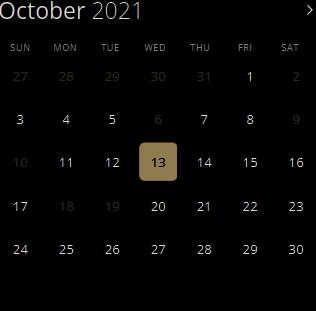 October 2021
SUN MON TUE WED THU FRI SAT
27 28 29 30 31 1 2
3 4 5 6 7 8 9
10 11 12 13 14 15 16
17 18 19 20 21 22 23
24 25 26 27 28 29 30